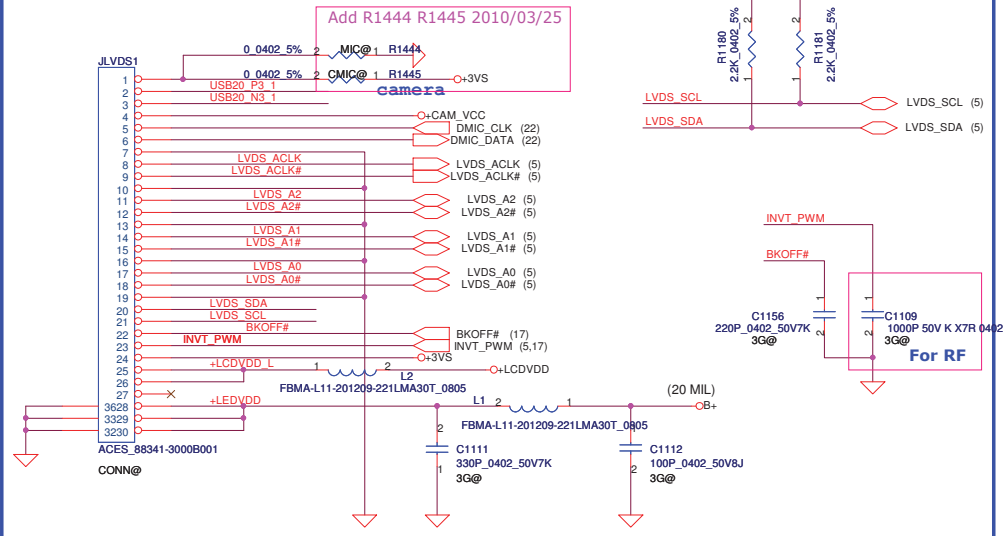 Add R1444 R1445 2010/03/25
0_0402_5% 2 MIC@ 1 R1444
0_0402_5% 2 CMIC@ 1 R1445 +3VS
camera
JLVDS1
1
2 USB20_P3_1
3 USB20_N3_1
4 +CAM_VCC
5 DMIC_CLK (22)
6 DMIC_DATA (22)
7
8 LVDS_ACLK LVDS_ACLK (5)
9 LVDS_ACLK# LVDS_ACLK# (5)
10
11 LVDS_A2 LVDS_A2 (5)
12 LVDS_A2# LVDS_A2# (5)
13
14 LVDS_A1 LVDS_A1 (5)
15 LVDS_A1# LVDS_A1# (5)
16
17 LVDS_A0 LVDS_A0 (5)
18 LVDS_A0# LVDS_A0# (5)
19
20 LVDS_SDA
21 LVDS_SCL
22 BKOFF# BKOFF# (17)
23 INVT_PWM INVT_PWM (5,17)
24 +3VS
25 +LCDVDD_L 1 2 +LCDVDD
26 L2
27 FBMA-L11-201209-221LMA30T_0805
3628 +LEDVDD L1 2 1 B+
(20 MIL)
3329
3230
FBMA-L11-201209-221LMA30T_0805
ACES_88341-3000B001
CONN@
2
1
C1111
330P_0402_50V7K
3G@
1
2
C1112
100P_0402_50V8J
3G@
R1180
2.2K_0402_5%
R1181
2.2K_0402_5%
LVDS_SCL LVDS_SCL (5)
LVDS_SDA LVDS_SDA (5)
INVT_PWM
BKOFF#
1
2
C1156
220P_0402_50V7K
3G@
1
2
C1109
1000P 50V K X7R 0402
3G@
For RF